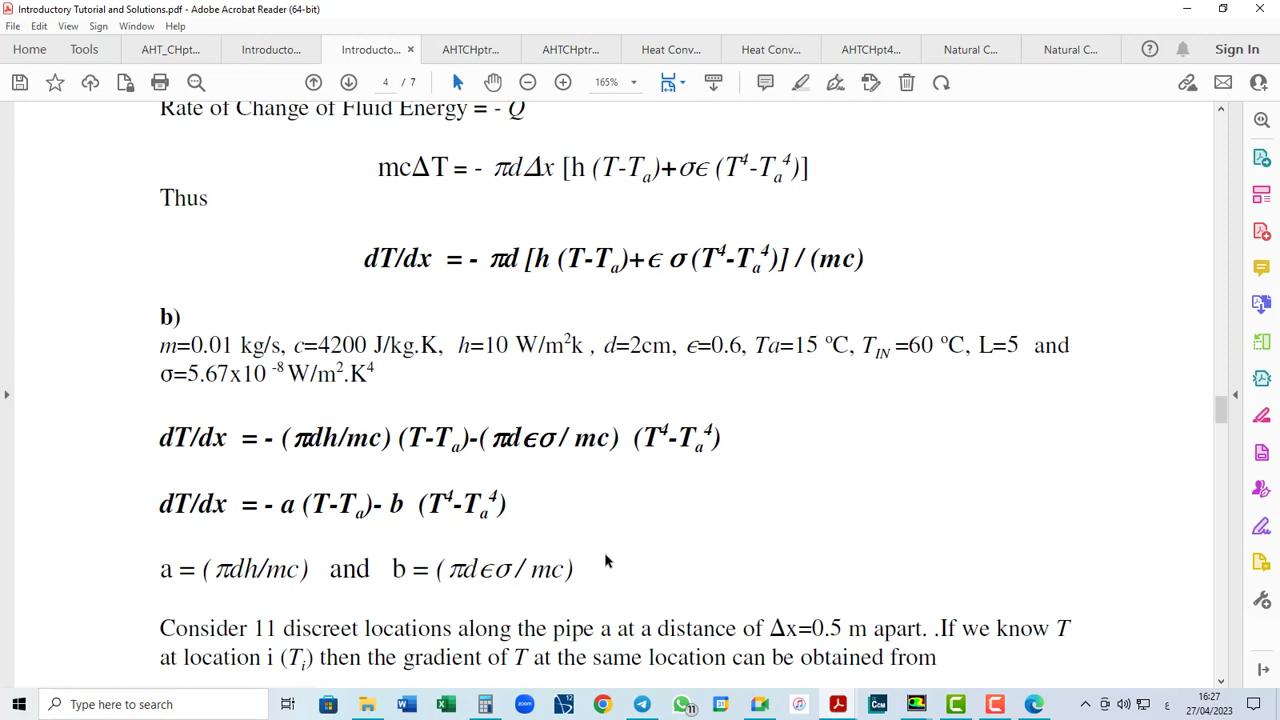 Introductory Tutorial and Solutions.pdf - Adobe Acrobat Reader (64-bit)
File Edit View Sign Window Help
Home Tools AHT_CHpt... Introducto... Introducto... × AHTCHptr... AHTCHptr... Heat Conv... Heat Conv... AHTCHpt4... Natural C... Natural C... Sign In
4 / 7 165%
Rate of Change of Fluid Energy = - Q
mcΔT = - πdΔx [h (T-Tₐ)+σϵ (T⁴-Tₐ⁴)]
Thus
dT/dx = - πd [h (T-Tₐ)+ϵ σ (T⁴-Tₐ⁴)] / (mc)
b)
m=0.01 kg/s, c=4200 J/kg.K, h=10 W/m²k , d=2cm, ϵ=0.6, Ta=15 ºC, T_IN =60 ºC, L=5 and
σ=5.67x10 ⁻⁸ W/m².K⁴
dT/dx = - (πdh/mc) (T-Tₐ)-(πdϵσ/ mc) (T⁴-Tₐ⁴)
dT/dx = - a (T-Tₐ)- b (T⁴-Tₐ⁴)
a = (πdh/mc) and b = (πdϵσ/ mc)
Consider 11 discreet locations along the pipe a at a distance of Δx=0.5 m apart. .If we know T
at location i (Tᵢ) then the gradient of T at the same location can be obtained from
Type here to search
11
ع
16:27
27/04/2023